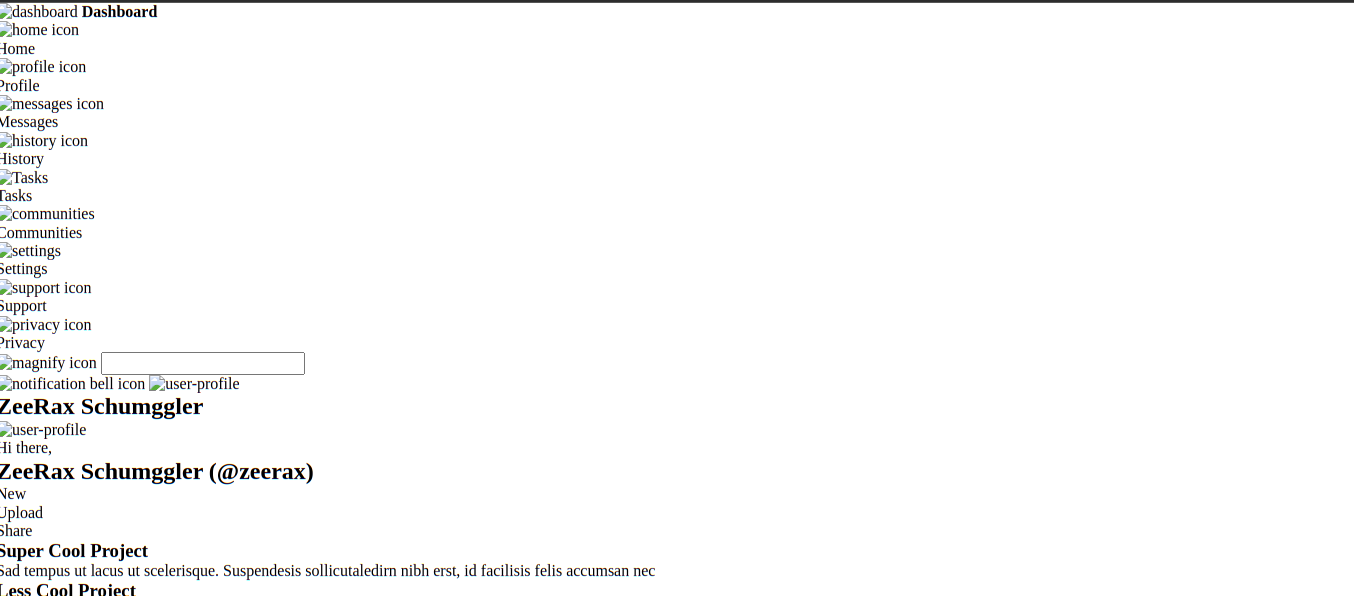 dashboard Dashboard
home icon
Home
profile icon
Profile
messages icon
Messages
history icon
History
Tasks
Tasks
communities
Communities
settings
Settings
support icon
Support
privacy icon
Privacy
magnify icon
notification bell icon user-profile
ZeeRax Schumggler
user-profile
Hi there,
ZeeRax Schumggler (@zeerax)
New
Upload
Share
Super Cool Project
Sad tempus ut lacus ut scelerisque. Suspendesis sollicutaledirn nibh erst, id facilisis felis accumsan nec
Less Cool Project